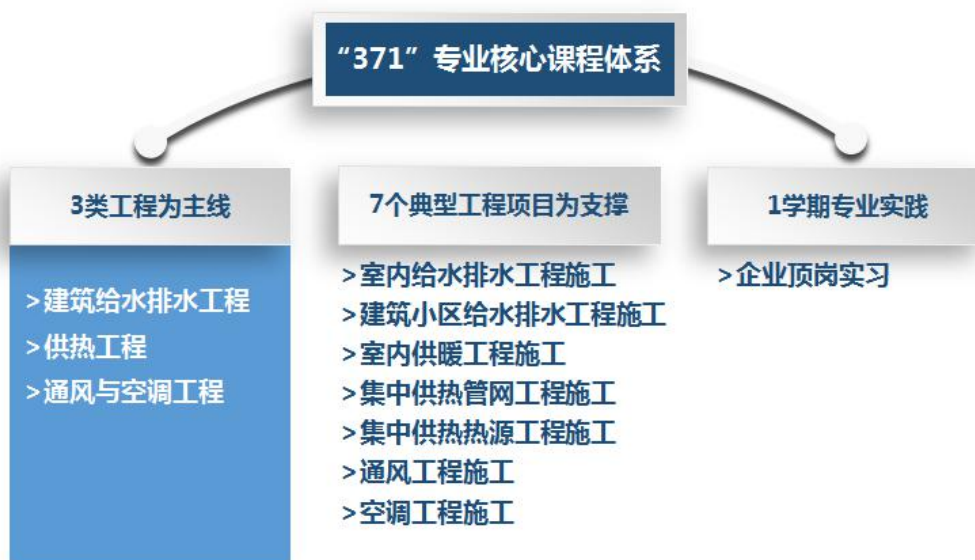 “371”专业核心课程体系
3类工程为主线
>建筑给水排水工程
>供热工程
>通风与空调工程
7个典型工程项目为支撑
>室内给水排水工程施工
>建筑小区给水排水工程施工
>室内供暖工程施工
>集中供热管网工程施工
>集中供热热源工程施工
>通风工程施工
>空调工程施工
1学期专业实践
>企业顶岗实习